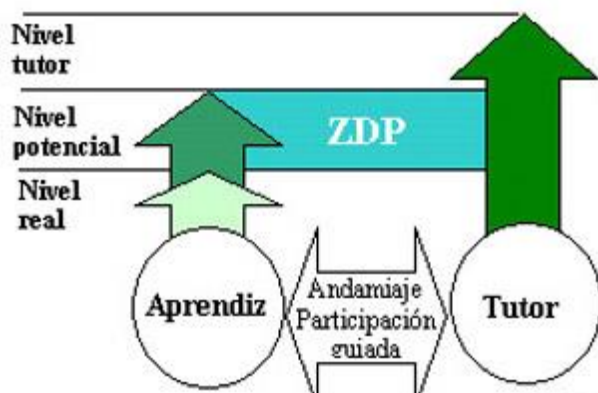 Nivel
tutor
Nivel
potencial
ZDP
Nivel
real
Aprendiz
Andamiaje
Participación
guiada
Tutor